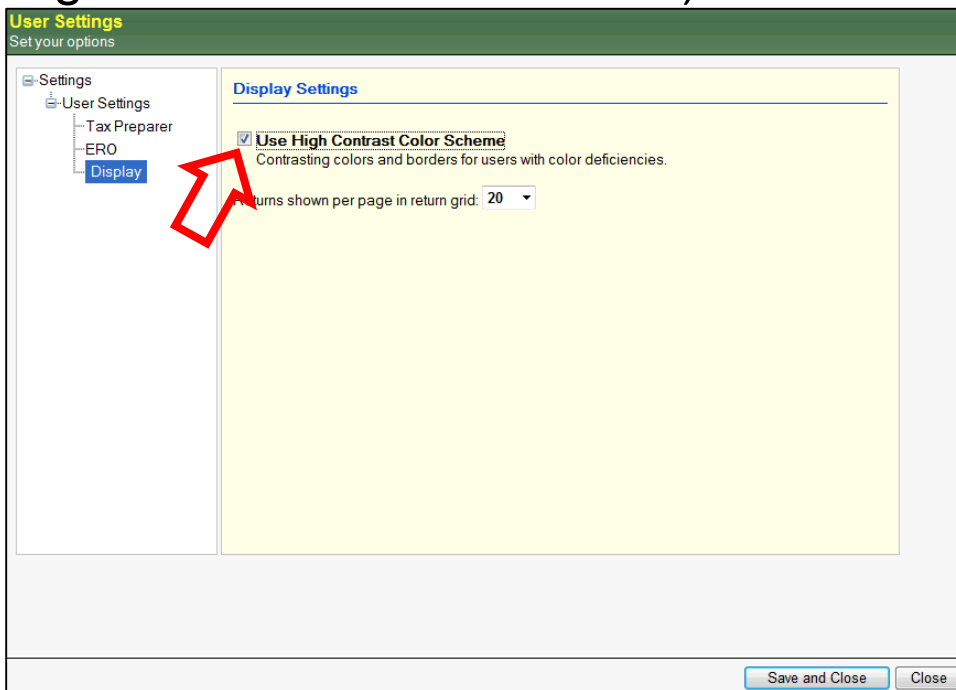 User Settings
Set your options
Settings
User Settings
Tax Preparer
ERO
Display
Display Settings
Use High Contrast Color Scheme
Contrasting colors and borders for users with color deficiencies.
shown per page in return grid: 20
Save and Close
Close